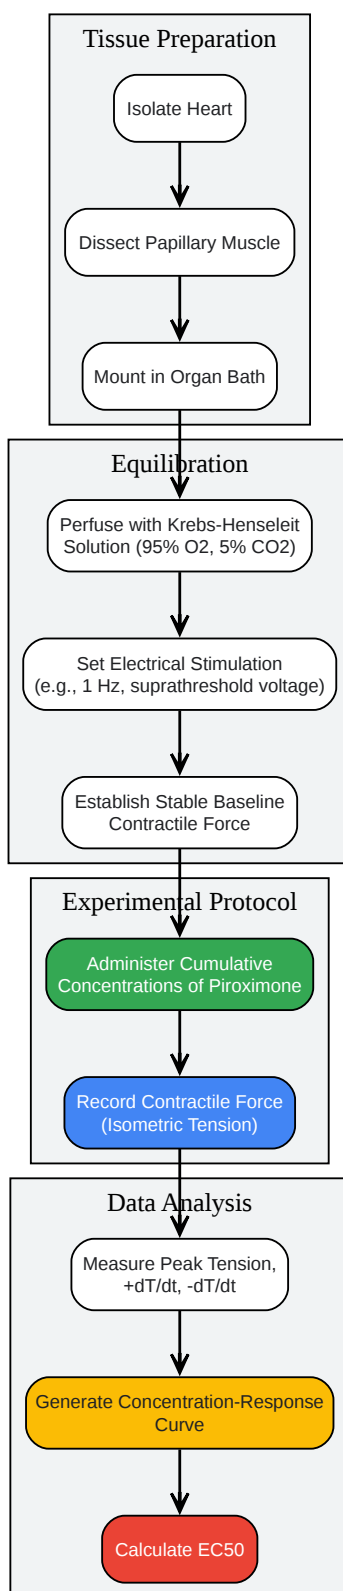 Tissue Preparation
Isolate Heart
Dissect Papillary Muscle
Mount in Organ Bath
Equilibration
Perfuse with Krebs-Henseleit
Solution (95% O2, 5% CO2)
Set Electrical Stimulation
(e.g., 1 Hz, suprathreshold voltage)
Establish Stable Baseline
Contractile Force
Experimental Protocol
Administer Cumulative
Concentrations of Piroximone
Record Contractile Force
(Isometric Tension)
Data Analysis
Measure Peak Tension,
+dT/dt, -dT/dt
Generate Concentration-Response
Curve
Calculate EC50